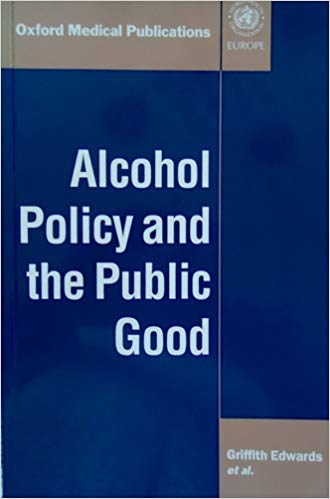 Oxford Medical Publications
EUROPE
Alcohol
Policy and
the Public
Good
Griffith Edwards
et al.